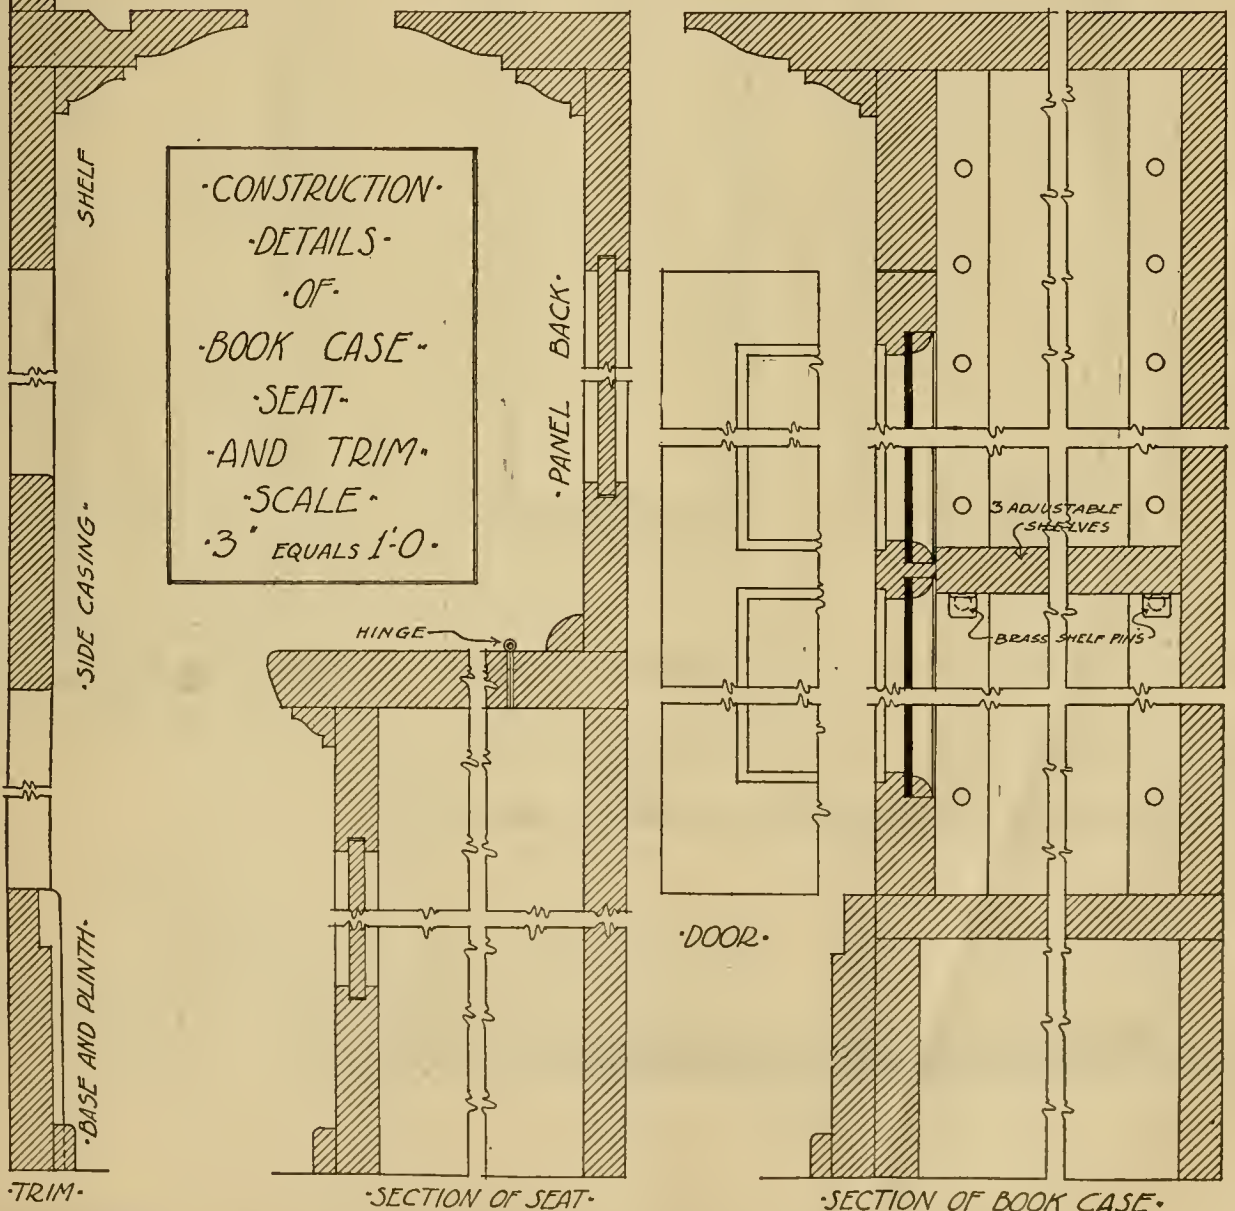 ·CONSTRUCTION·
·DETAILS·
·OF·
·BOOK CASE·
·SEAT·
·AND TRIM·
·SCALE·
·3" EQUALS 1'-0·
SHELF
·SIDE CASING·
·BASE AND PLINTH·
·TRIM·
·PANEL BACK·
HINGE
·SECTION OF SEAT·
·DOOR·
3 ADJUSTABLE
SHELVES
BRASS SHELF PINS
·SECTION OF BOOK CASE·